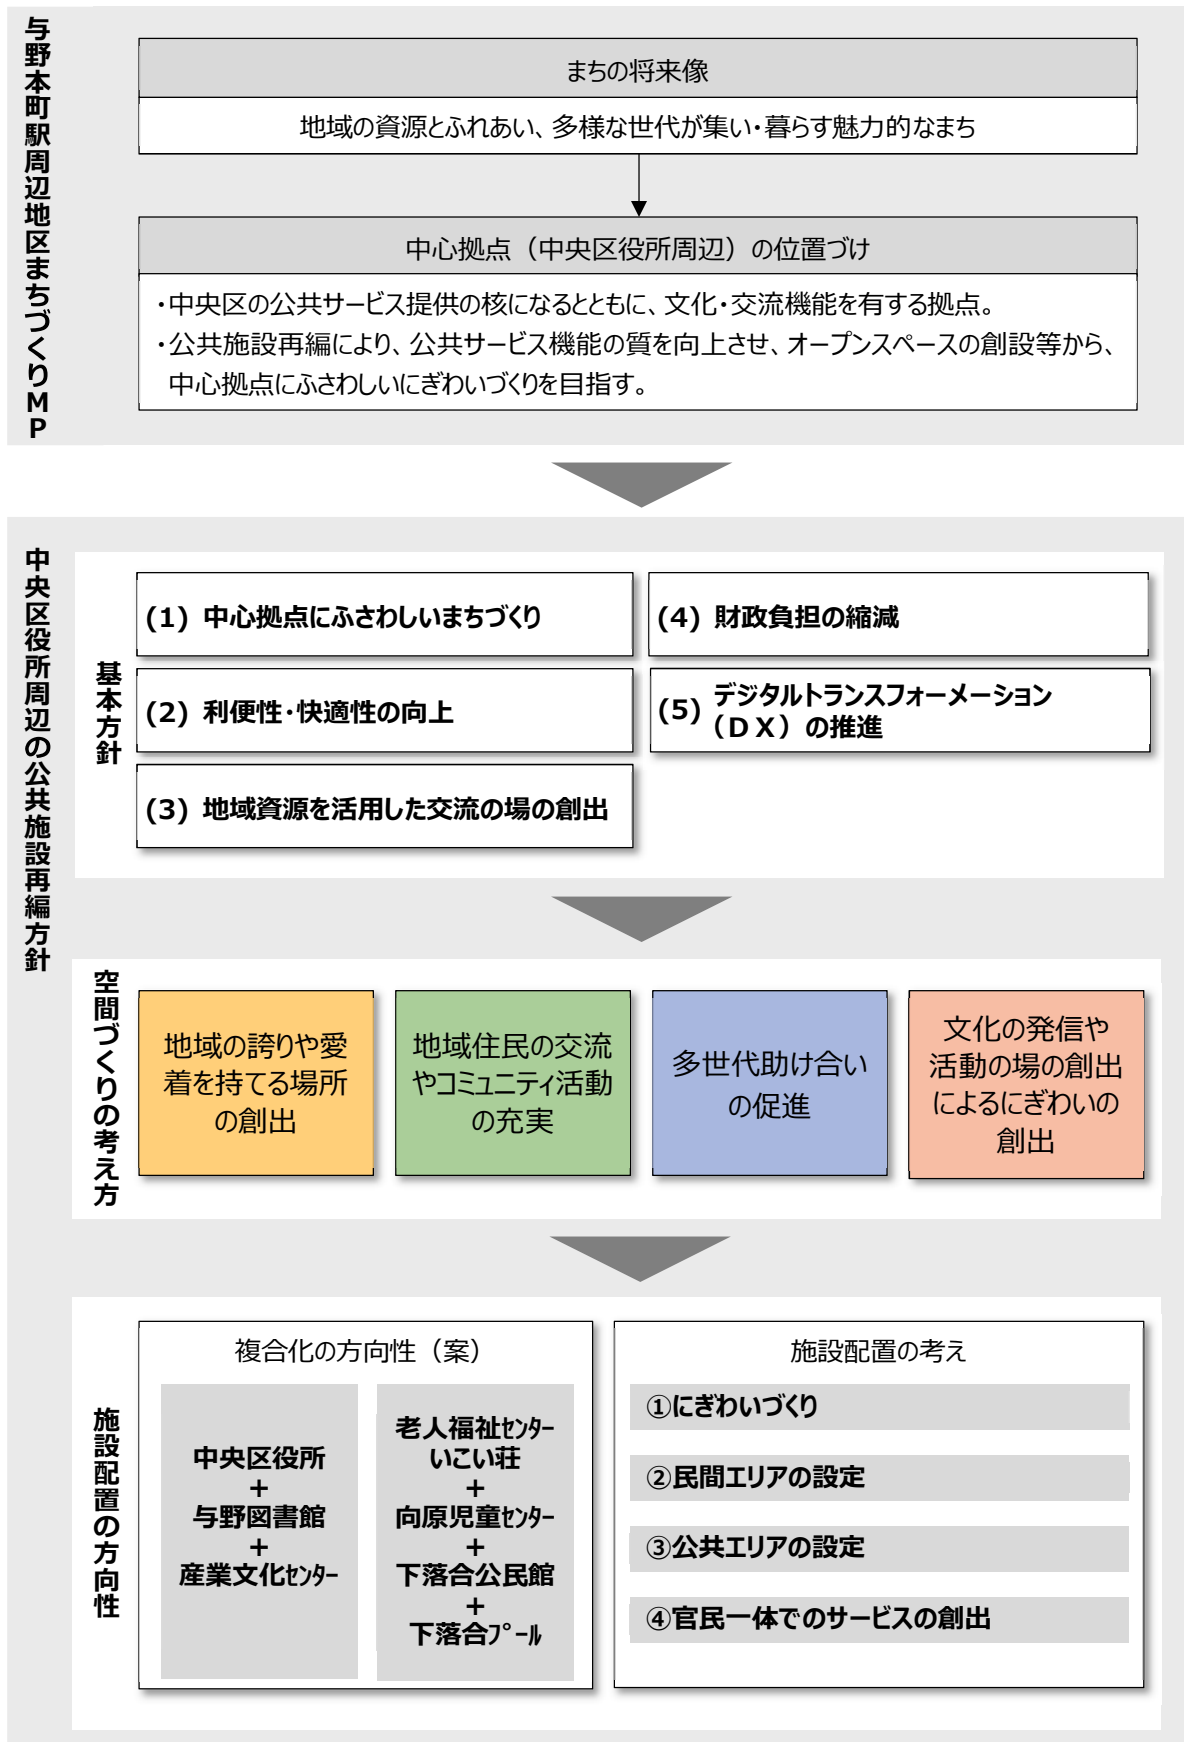 与野本町駅周辺地区まちづくりMP
まちの将来像
地域の資源とふれあい、多様な世代が集い・暮らす魅力的なまち
中心拠点（中央区役所周辺）の位置づけ
・中央区の公共サービス提供の核になるとともに、文化・交流機能を有する拠点。
・公共施設再編により、公共サービス機能の質を向上させ、オープンスペースの創設等から、
中心拠点にふさわしいにぎわいづくりを目指す。
中央区役所周辺の公共施設再編方針
基本方針
(1) 中心拠点にふさわしいまちづくり
(2) 利便性・快適性の向上
(3) 地域資源を活用した交流の場の創出
(4) 財政負担の縮減
(5) デジタルトランスフォーメーション
（DX）の推進
空間づくりの考え方
地域の誇りや愛
着を持てる場所
の創出
地域住民の交流
やコミュニティ活動
の充実
多世代助け合い
の促進
文化の発信や
活動の場の創出
によるにぎわいの
創出
施設配置の方向性
複合化の方向性（案）
中央区役所
+
与野図書館
+
産業文化ｾﾝﾀｰ
老人福祉ｾﾝﾀｰ
いこい荘
+
向原児童ｾﾝﾀｰ
+
下落合公民館
+
下落合ﾌﾟｰﾙ
施設配置の考え
①にぎわいづくり
②民間エリアの設定
③公共エリアの設定
④官民一体でのサービスの創出